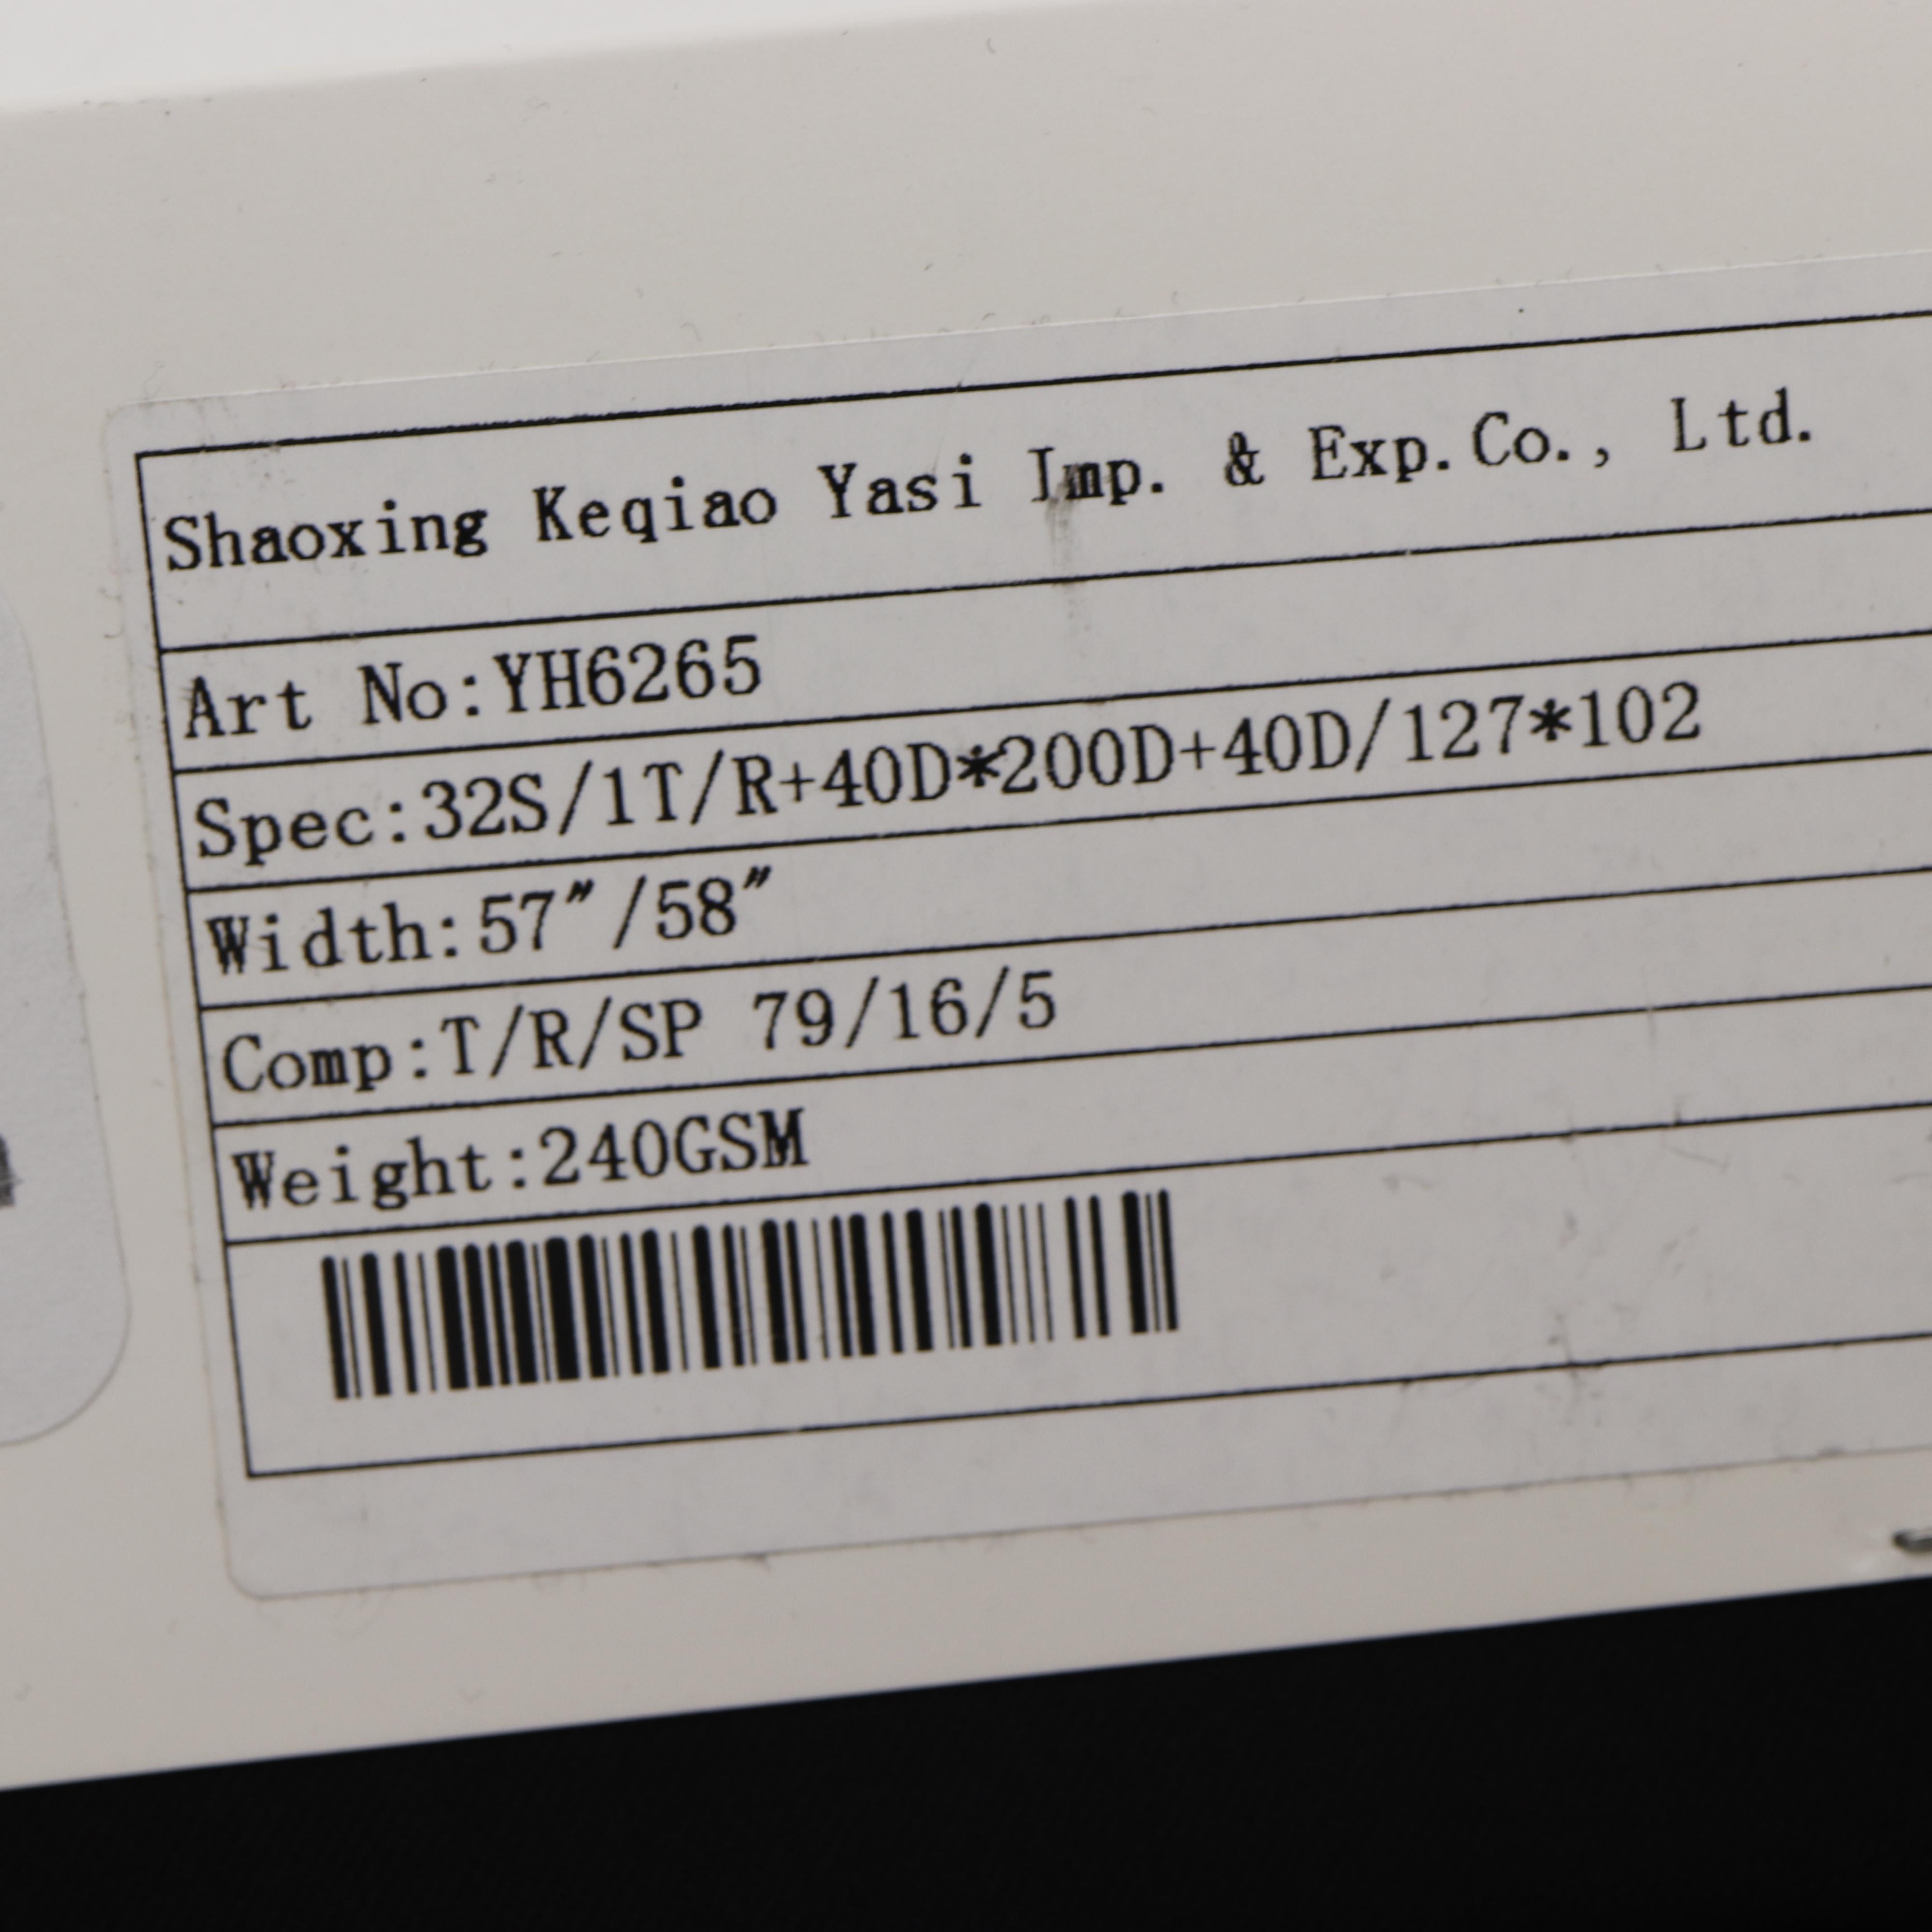 Shaoxing Keqiao Yasi Imp. & Exp.Co., Ltd.
Art No:YH6265
Spec:32S/1T/R+40D*200D+40D/127*102
Width:57"/58"
Comp:T/R/SP 79/16/5
Weight:240GSM